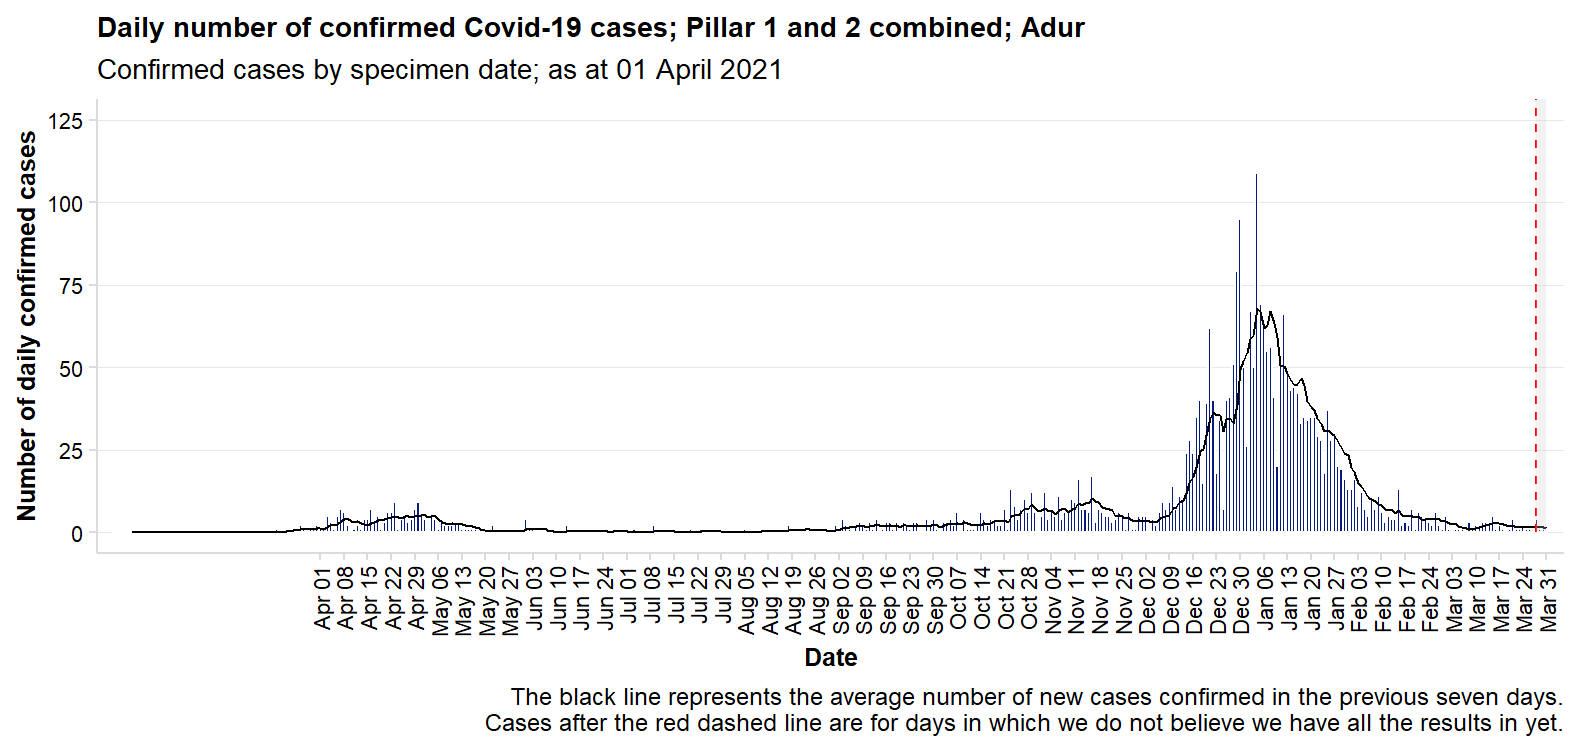 Daily number of confirmed Covid-19 cases; Pillar 1 and 2 combined; Adur
Confirmed cases by specimen date; as at 01 April 2021
Number of daily confirmed cases
125
100
75
50
25
0
Apr 01
Apr 08
Apr 15
Apr 22
Apr 29
May 06
May 13
May 20
May 27
Jun 03
Jun 10
Jun 17
Jun 24
Jul 01
Jul 08
Jul 15
Jul 22
Jul 29
Aug 05
Aug 12
Aug 19
Aug 26
Sep 02
Sep 09
Sep 16
Sep 23
Sep 30
Oct 07
Oct 14
Oct 21
Oct 28
Nov 04
Nov 11
Nov 18
Nov 25
Dec 02
Dec 09
Dec 16
Dec 23
Dec 30
Jan 06
Jan 13
Jan 20
Jan 27
Feb 03
Feb 10
Feb 17
Feb 24
Mar 03
Mar 10
Mar 17
Mar 24
Mar 31
Date
The black line represents the average number of new cases confirmed in the previous seven days.
Cases after the red dashed line are for days in which we do not believe we have all the results in yet.